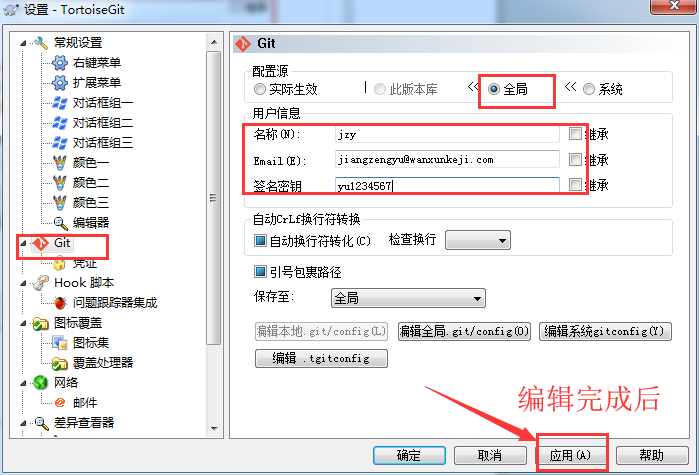 设置 - TortoiseGit
常规设置
右键菜单
扩展菜单
对话框组一
对话框组二
对话框组三
颜色一
颜色二
颜色三
编辑器
Git
凭证
Hook 脚本
问题跟踪器集成
图标覆盖
图标集
覆盖处理器
网络
邮件
差异查看器
Git
配置源
实际生效 | 此版本库 << 全局 << 系统
用户信息
名称(N): jzy 继承
Email(E): jiangzengyu@wanxunkeji.com 继承
签名密钥 yu1234567 继承
自动CrLf换行符转换
自动换行符转化(C) 检查换行
引号包裹路径
保存至: 全局
编辑本地.git/config(L) 编辑全局.git/config(O) 编辑系统gitconfig(Y)
编辑 .tgitconfig
编辑完成后
确定 取消 应用(A) 帮助